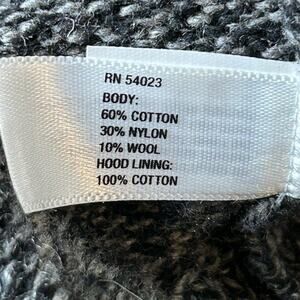 RN 54023
BODY:
60% COTTON
30% NYLON
10% WOOL
HOOD LINING:
100% COTTON